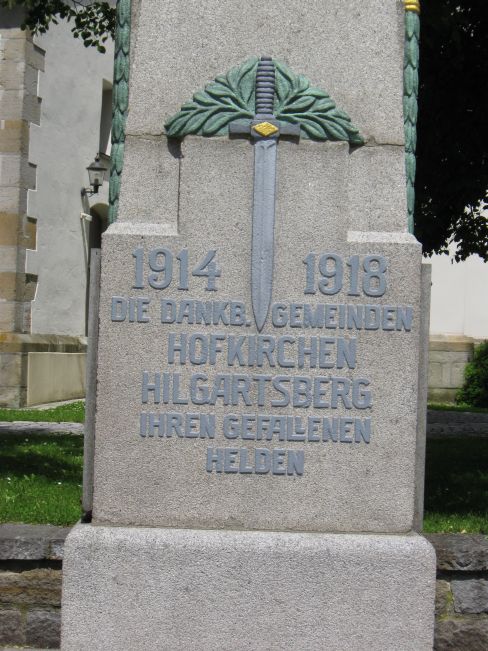 1914 1918
DIE DANKB. GEMEINDEN
HOFKIRCHEN
HILGARTSBERG
IHREN GEFALLENEN
HELDEN